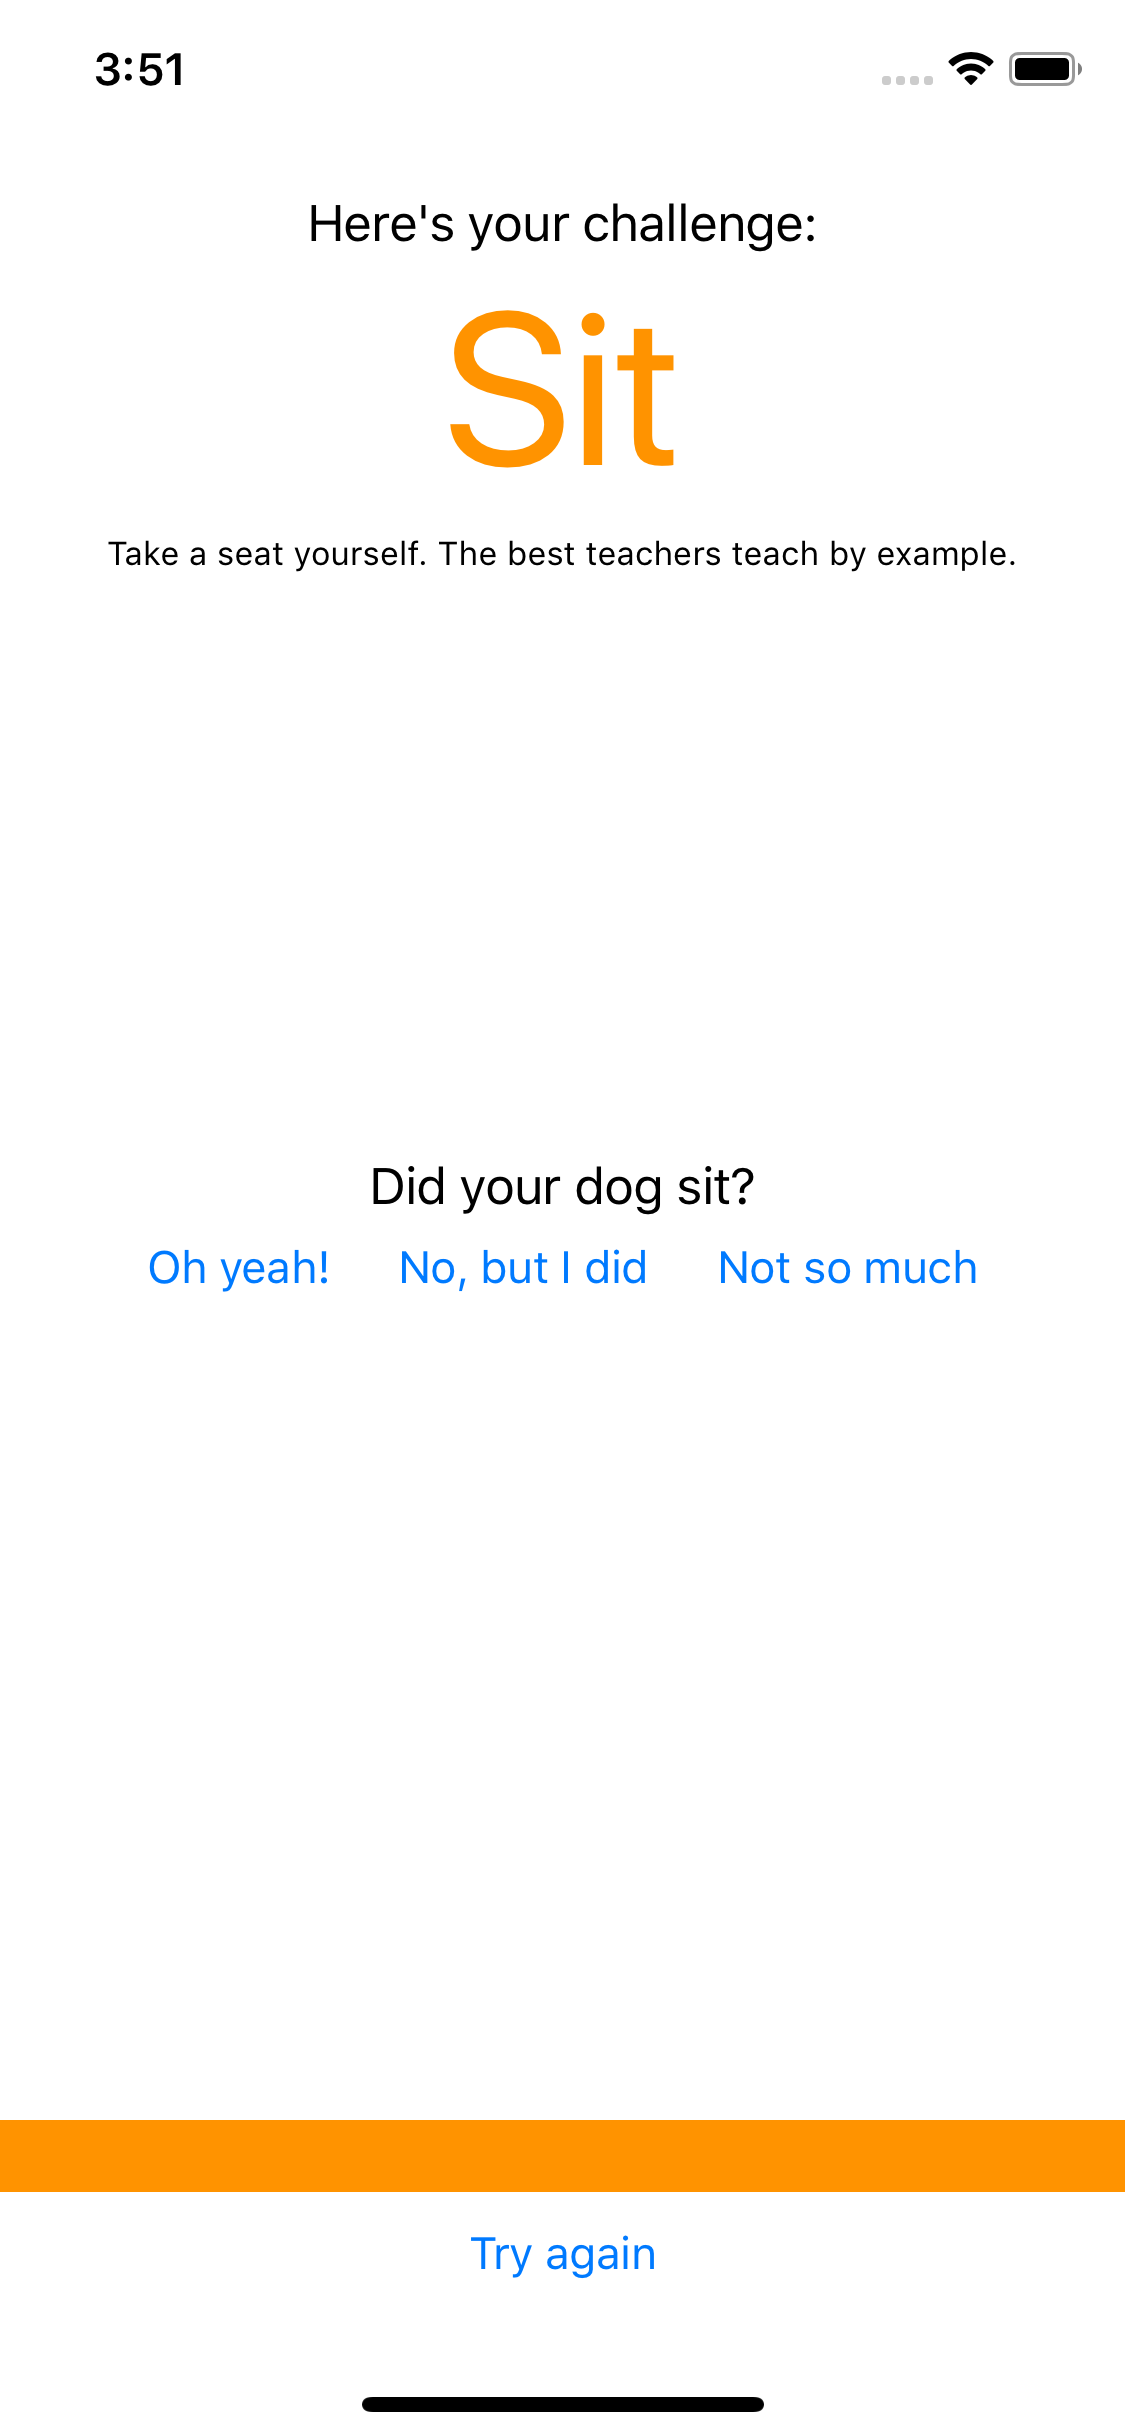 3:51
Here's your challenge:
Sit
Take a seat yourself. The best teachers teach by example.
Did your dog sit?
Oh yeah! No, but I did Not so much
Try again